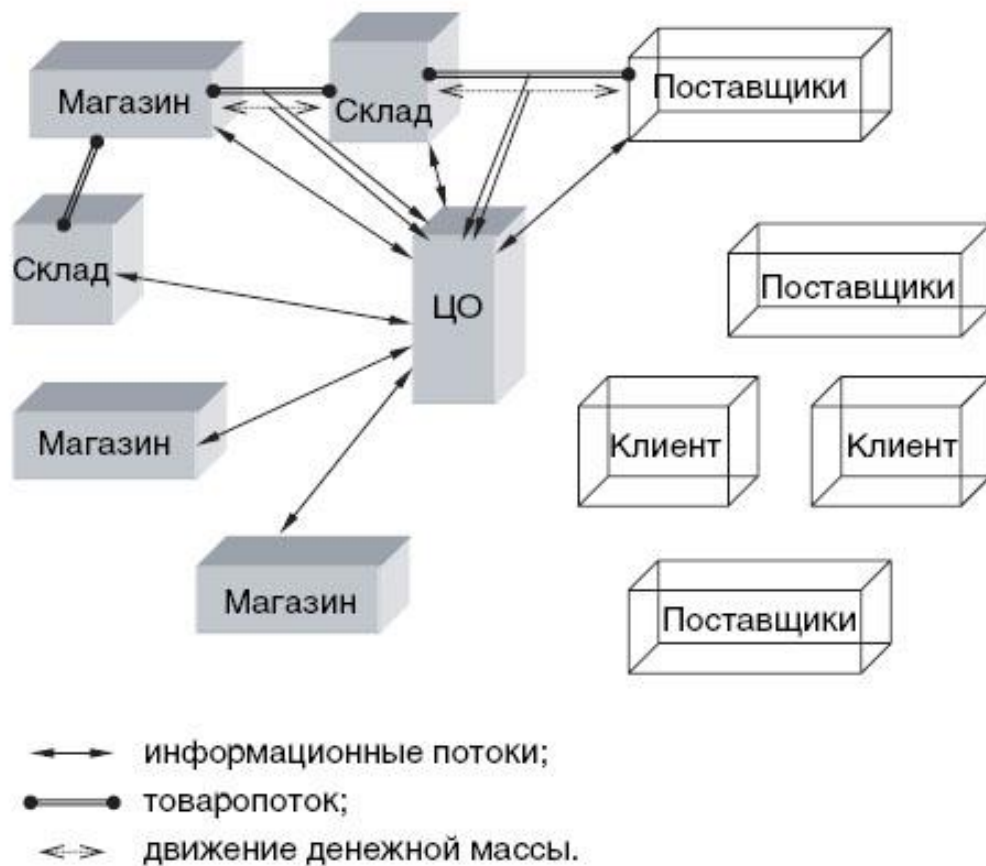 Магазин
Склад
Поставщики
Склад
ЦО
Поставщики
Магазин
Клиент
Клиент
Магазин
Поставщики
информационные потоки;
товаропоток;
движение денежной массы.